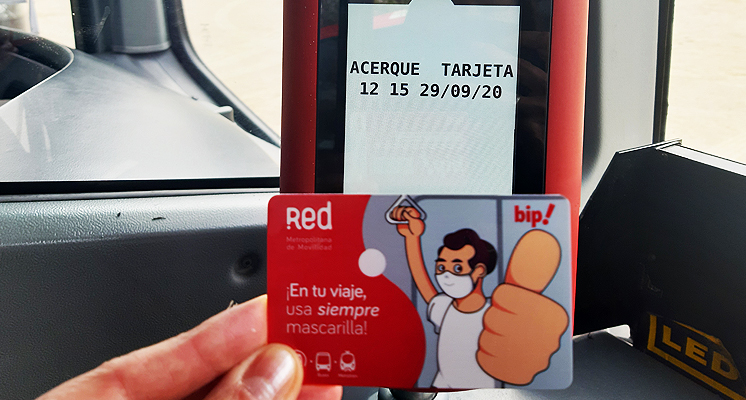 ACERQUE TARJETA
12 15 29/09/20
Red
Metropolitana
de Movilidad
bip!
¡En tu viaje,
usa siempre
mascarilla!
LED